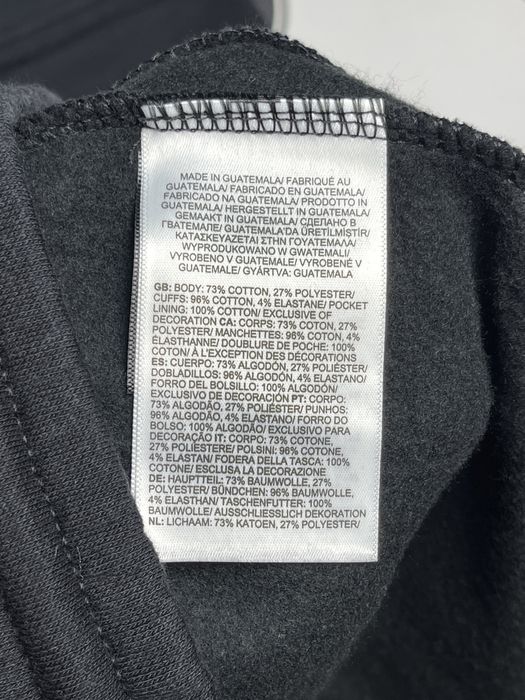 MADE IN GUATEMALA/ FABRIQUÉ AU
GUATEMALA/ FABRICADO EN GUATEMALA/
FABRICADO NA GUATEMALA/ PRODOTTO IN
GUATEMALA/ HERGESTELLT IN GUATEMALA/
GEMAAKT IN GUATEMALA/ СДЕЛАНО В
ГВАТЕМАЛЕ/ GUATEMALA'DA ÜRETİLMİŞTİR/
ΚΑΤΑΣΚΕΥΑΖΕΤΑΙ ΣΤΗΝ ΓΟΥΑΤΕΜΑΛΑ/
WYPRODUKOWANO W GWATEMALI/
VYROBENO V GUATEMALE/ VYROBENÉ V
GUATEMALE/ GYÁRTVA: GUATEMALA
GB: BODY: 73% COTTON, 27% POLYESTER/
CUFFS: 96% COTTON, 4% ELASTANE/ POCKET
LINING: 100% COTTON/ EXCLUSIVE OF
DECORATION CA: CORPS: 73% COTON, 27%
POLYESTER/ MANCHETTES: 96% COTON, 4%
ÉLASTHANNE/ DOUBLURE DE POCHE: 100%
COTON/ À L'EXCEPTION DES DÉCORATIONS
ES: CUERPO: 73% ALGODÓN, 27% POLIÉSTER/
DOBLADILLOS: 96% ALGODÓN, 4% ELASTANO/
FORRO DEL BOLSILLO: 100% ALGODÓN/
EXCLUSIVO DE DECORACIÓN PT: CORPO:
73% ALGODÃO, 27% POLIÉSTER/ PUNHOS:
96% ALGODÃO, 4% ELASTANO/ FORRO DO
BOLSO: 100% ALGODÃO/ EXCLUSIVO PARA
DECORAÇÃO IT: CORPO: 73% COTONE,
27% POLIESTERE/ POLSINI: 96% COTONE,
4% ELASTAN/ FODERA DELLA TASCA: 100%
COTONE/ ESCLUSA LA DECORAZIONE
DE: HAUPTTEIL: 73% BAUMWOLLE, 27%
POLYESTER/ BÜNDCHEN: 96% BAUMWOLLE,
4% ELASTHAN/ TASCHENFUTTER: 100%
BAUMWOLLE/ AUSSCHLIESSLICH DEKORATION
NL: LICHAAM: 73% KATOEN, 27% POLYESTER/